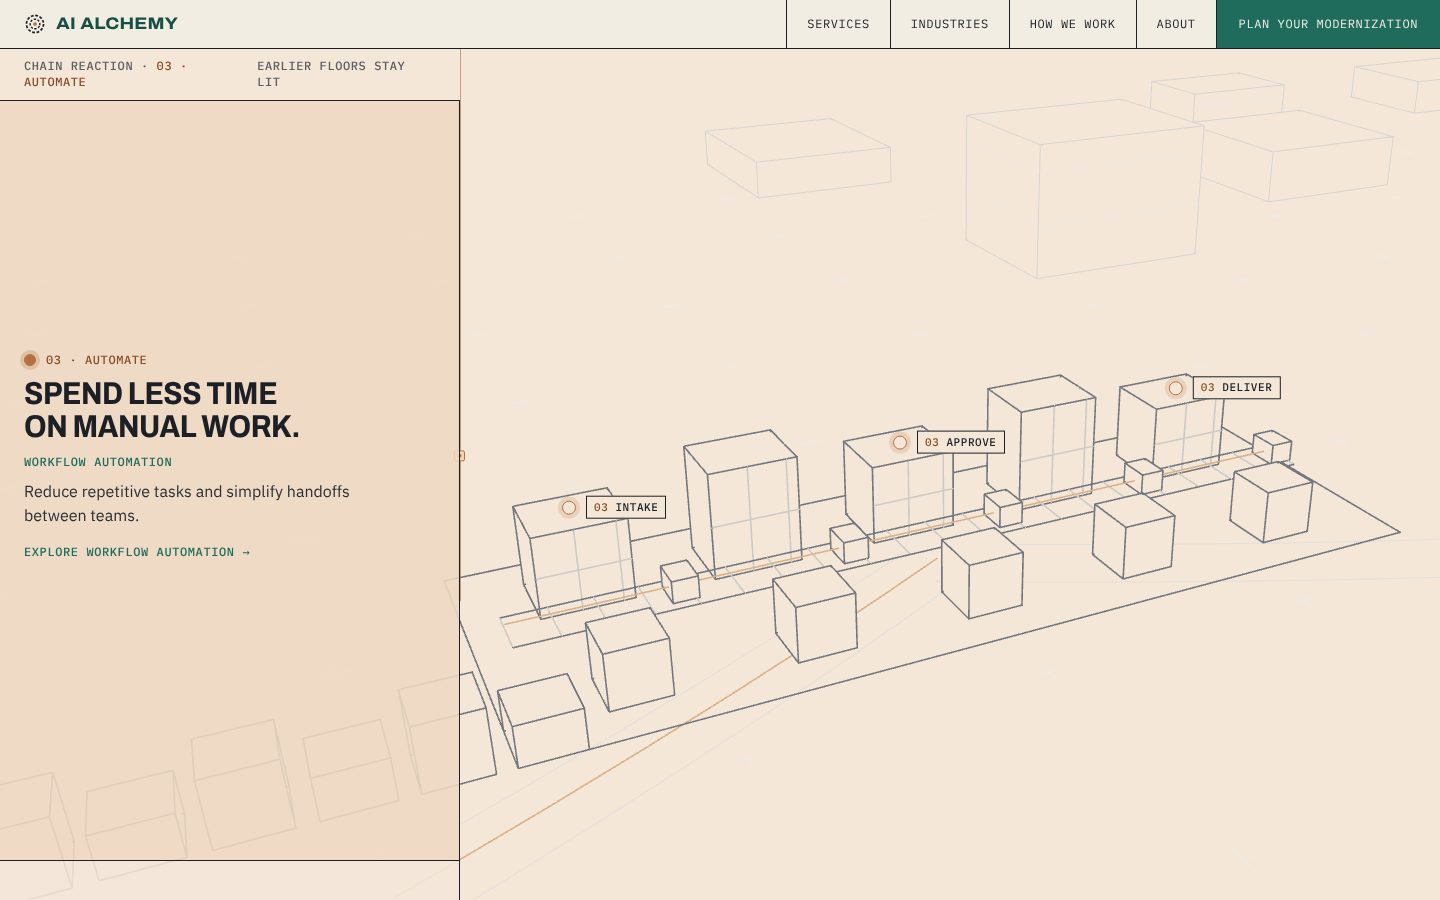 AI ALCHEMY
SERVICES
INDUSTRIES
HOW WE WORK
ABOUT
PLAN YOUR MODERNIZATION
CHAIN REACTION · 03 ·
AUTOMATE
EARLIER FLOORS STAY
LIT
03 · AUTOMATE
SPEND LESS TIME
ON MANUAL WORK.
WORKFLOW AUTOMATION
Reduce repetitive tasks and simplify handoffs
between teams.
EXPLORE WORKFLOW AUTOMATION →
03 INTAKE
03 APPROVE
03 DELIVER